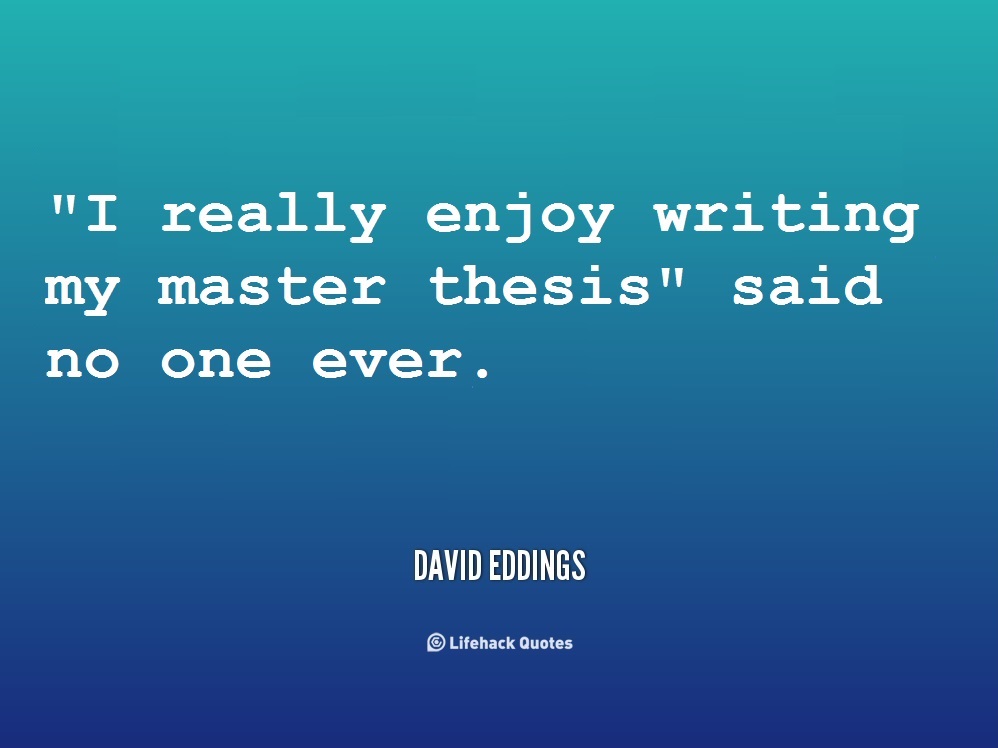 "I really enjoy writing
my master thesis" said
no one ever.
DAVID EDDINGS
Lifehack Quotes